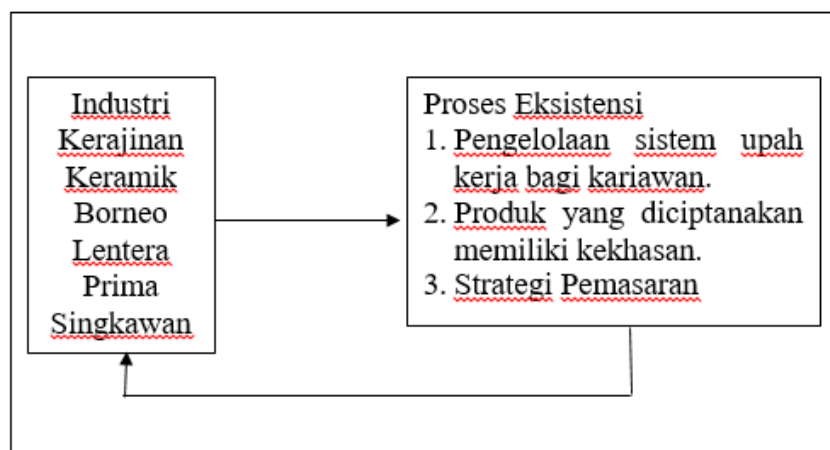 Industri
Kerajinan
Keramik
Borneo
Lentera
Prima
Singkawan
Proses Eksistensi
1. Pengelolaan sistem upah
kerja bagi kariawan.
2. Produk yang diciptanakan
memiliki kekhasan.
3. Strategi Pemasaran